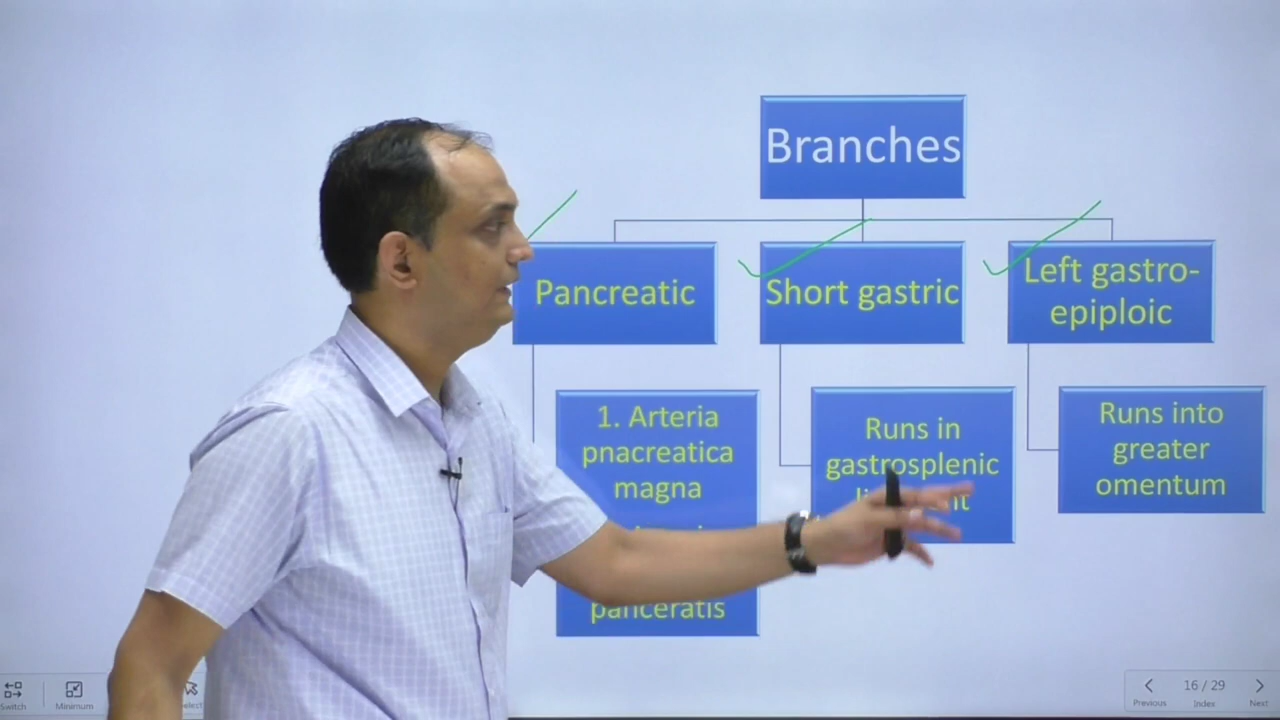 Branches
Pancreatic
Short gastric
Left gastro-
epiploic
1. Arteria
pnacreatica
magna
panceratis
Runs in
gastrosplenic
Runs into
greater
omentum
Switch
Minimum
Previous
16 / 29
Index
Next